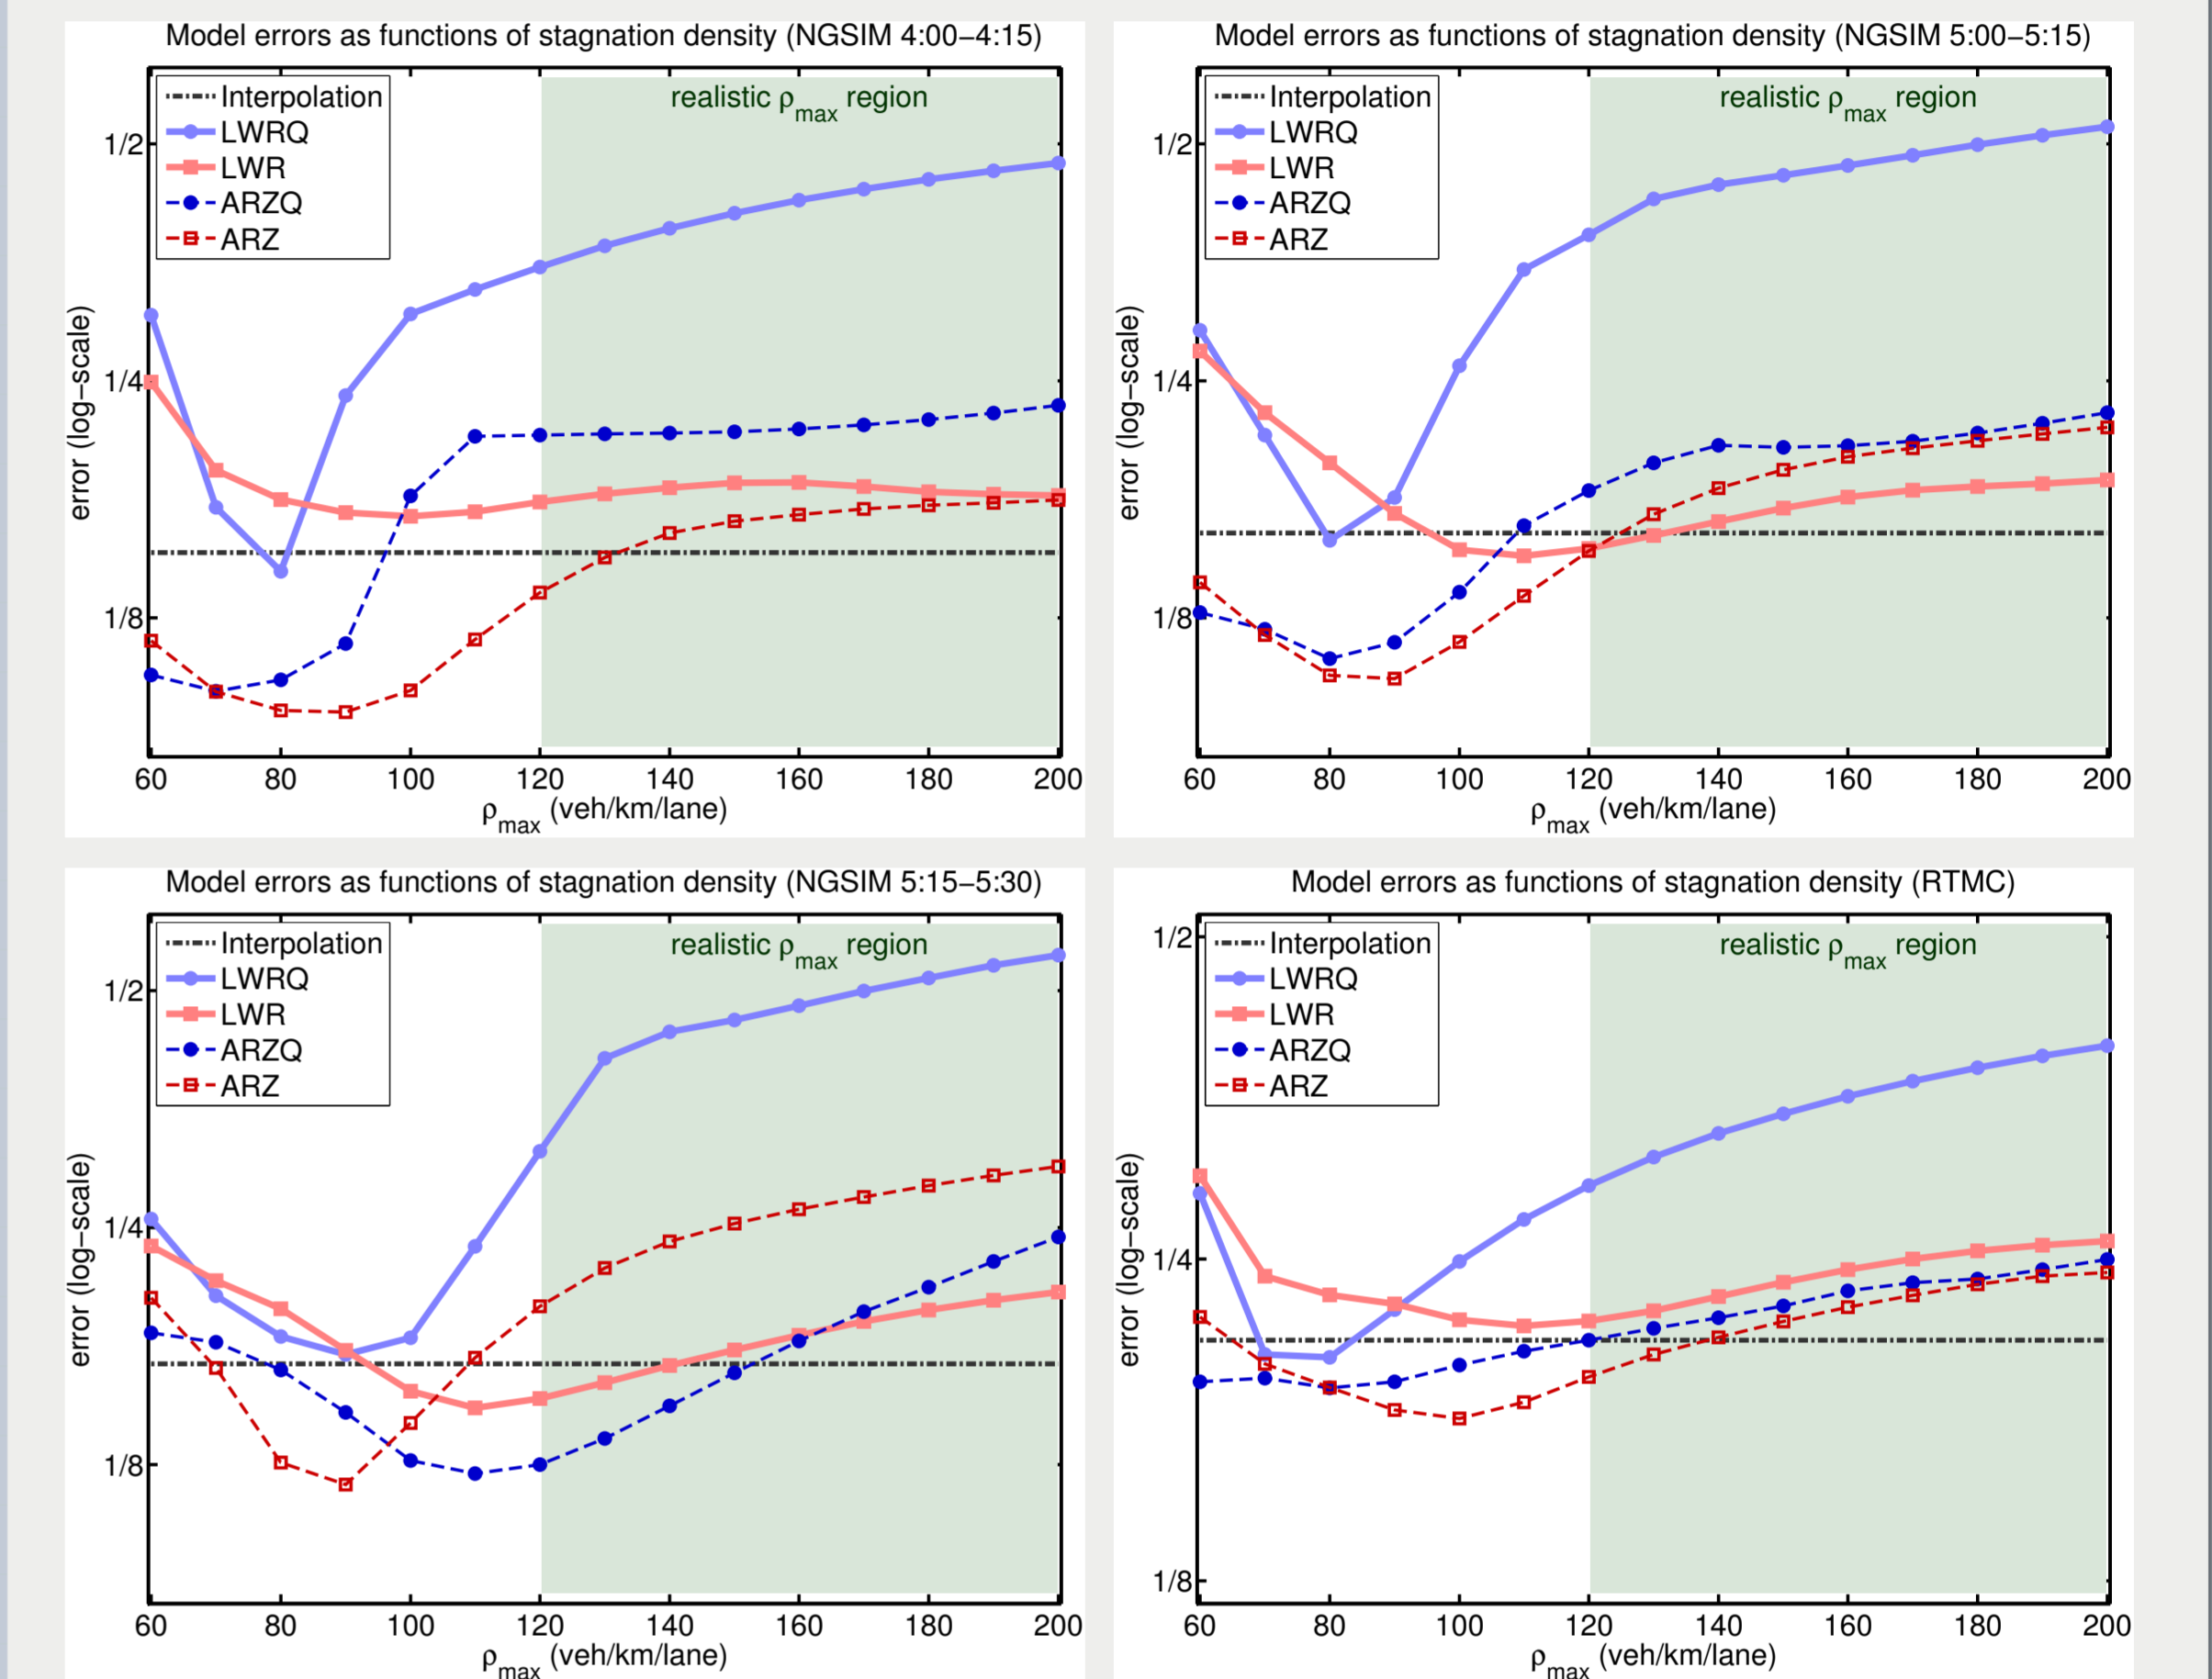 Model errors as functions of stagnation density (NGSIM 4:00−4:15)
Interpolation
LWRQ
LWR
ARZQ
ARZ
realistic ρmax region
1/2
1/4
1/8
error (log−scale)
60 80 100 120 140 160 180 200
ρmax (veh/km/lane)
Model errors as functions of stagnation density (NGSIM 5:00−5:15)
Interpolation
LWRQ
LWR
ARZQ
ARZ
realistic ρmax region
1/2
1/4
1/8
error (log−scale)
60 80 100 120 140 160 180 200
ρmax (veh/km/lane)
Model errors as functions of stagnation density (NGSIM 5:15−5:30)
Interpolation
LWRQ
LWR
ARZQ
ARZ
realistic ρmax region
1/2
1/4
1/8
error (log−scale)
60 80 100 120 140 160 180 200
ρmax (veh/km/lane)
Model errors as functions of stagnation density (RTMC)
Interpolation
LWRQ
LWR
ARZQ
ARZ
realistic ρmax region
1/2
1/4
1/8
error (log−scale)
60 80 100 120 140 160 180 200
ρmax (veh/km/lane)